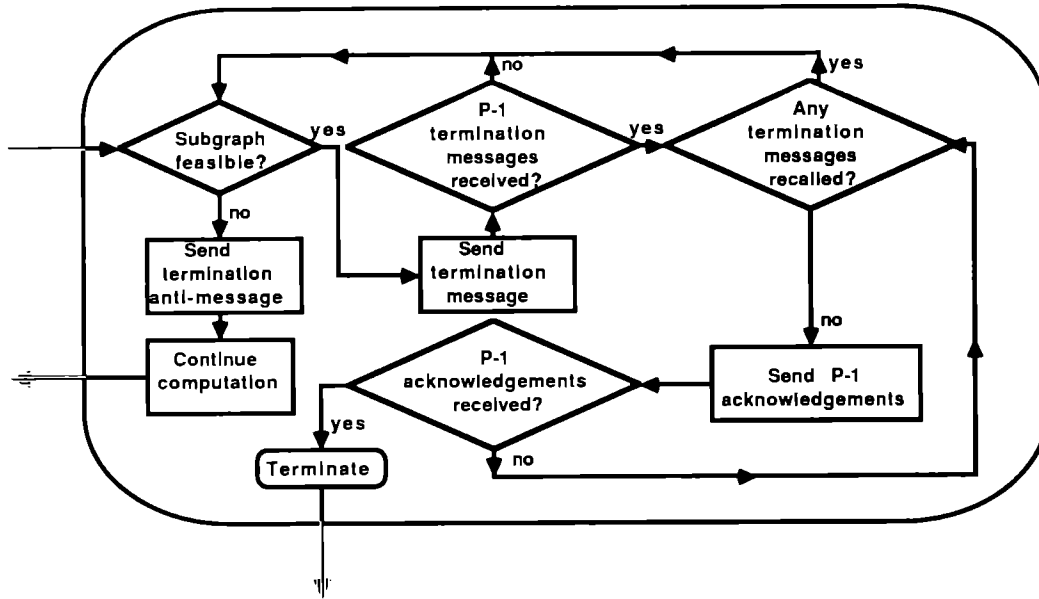 no
yes
Subgraph
feasible?
yes
P-1
termination
messages
received?
yes
Any
termination
messages
recalled?
no
Send
termination
anti-message
Send
termination
message
no
Continue
computation
P-1
acknowledgements
received?
Send P-1
acknowledgements
yes
no
Terminate